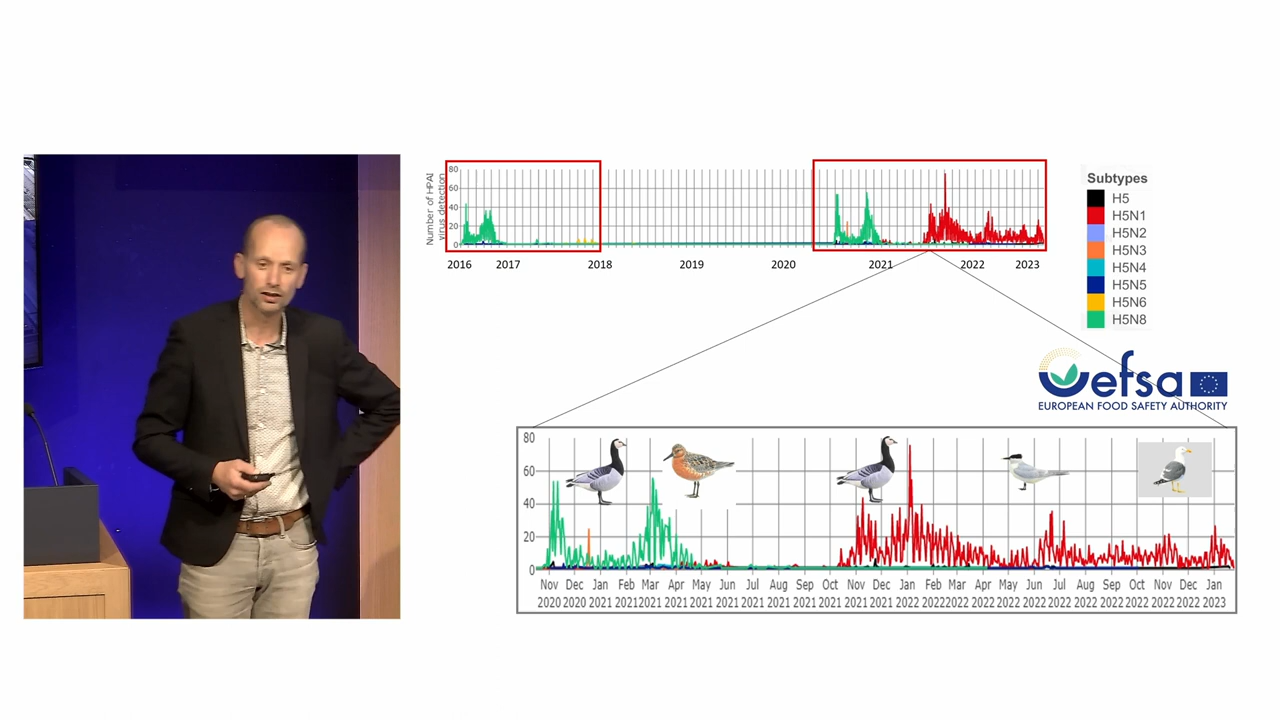 Number of HPAI
virus detection
80
60
40
20
0
2016 2017 2018 2019 2020 2021 2022 2023
Subtypes
H5
H5N1
H5N2
H5N3
H5N4
H5N5
H5N6
H5N8
efsa
EUROPEAN FOOD SAFETY AUTHORITY
80
60
40
20
0
Nov Dec Jan Feb Mar Apr May Jun Jul Aug Sep Oct Nov Dec Jan Feb Mar Apr May Jun Jul Aug Sep Oct Nov Dec Jan
2020 2020 2021 2021 2021 2021 2021 2021 2021 2021 2021 2021 2021 2021 2022 2022 2022 2022 2022 2022 2022 2022 2022 2022 2022 2022 2023